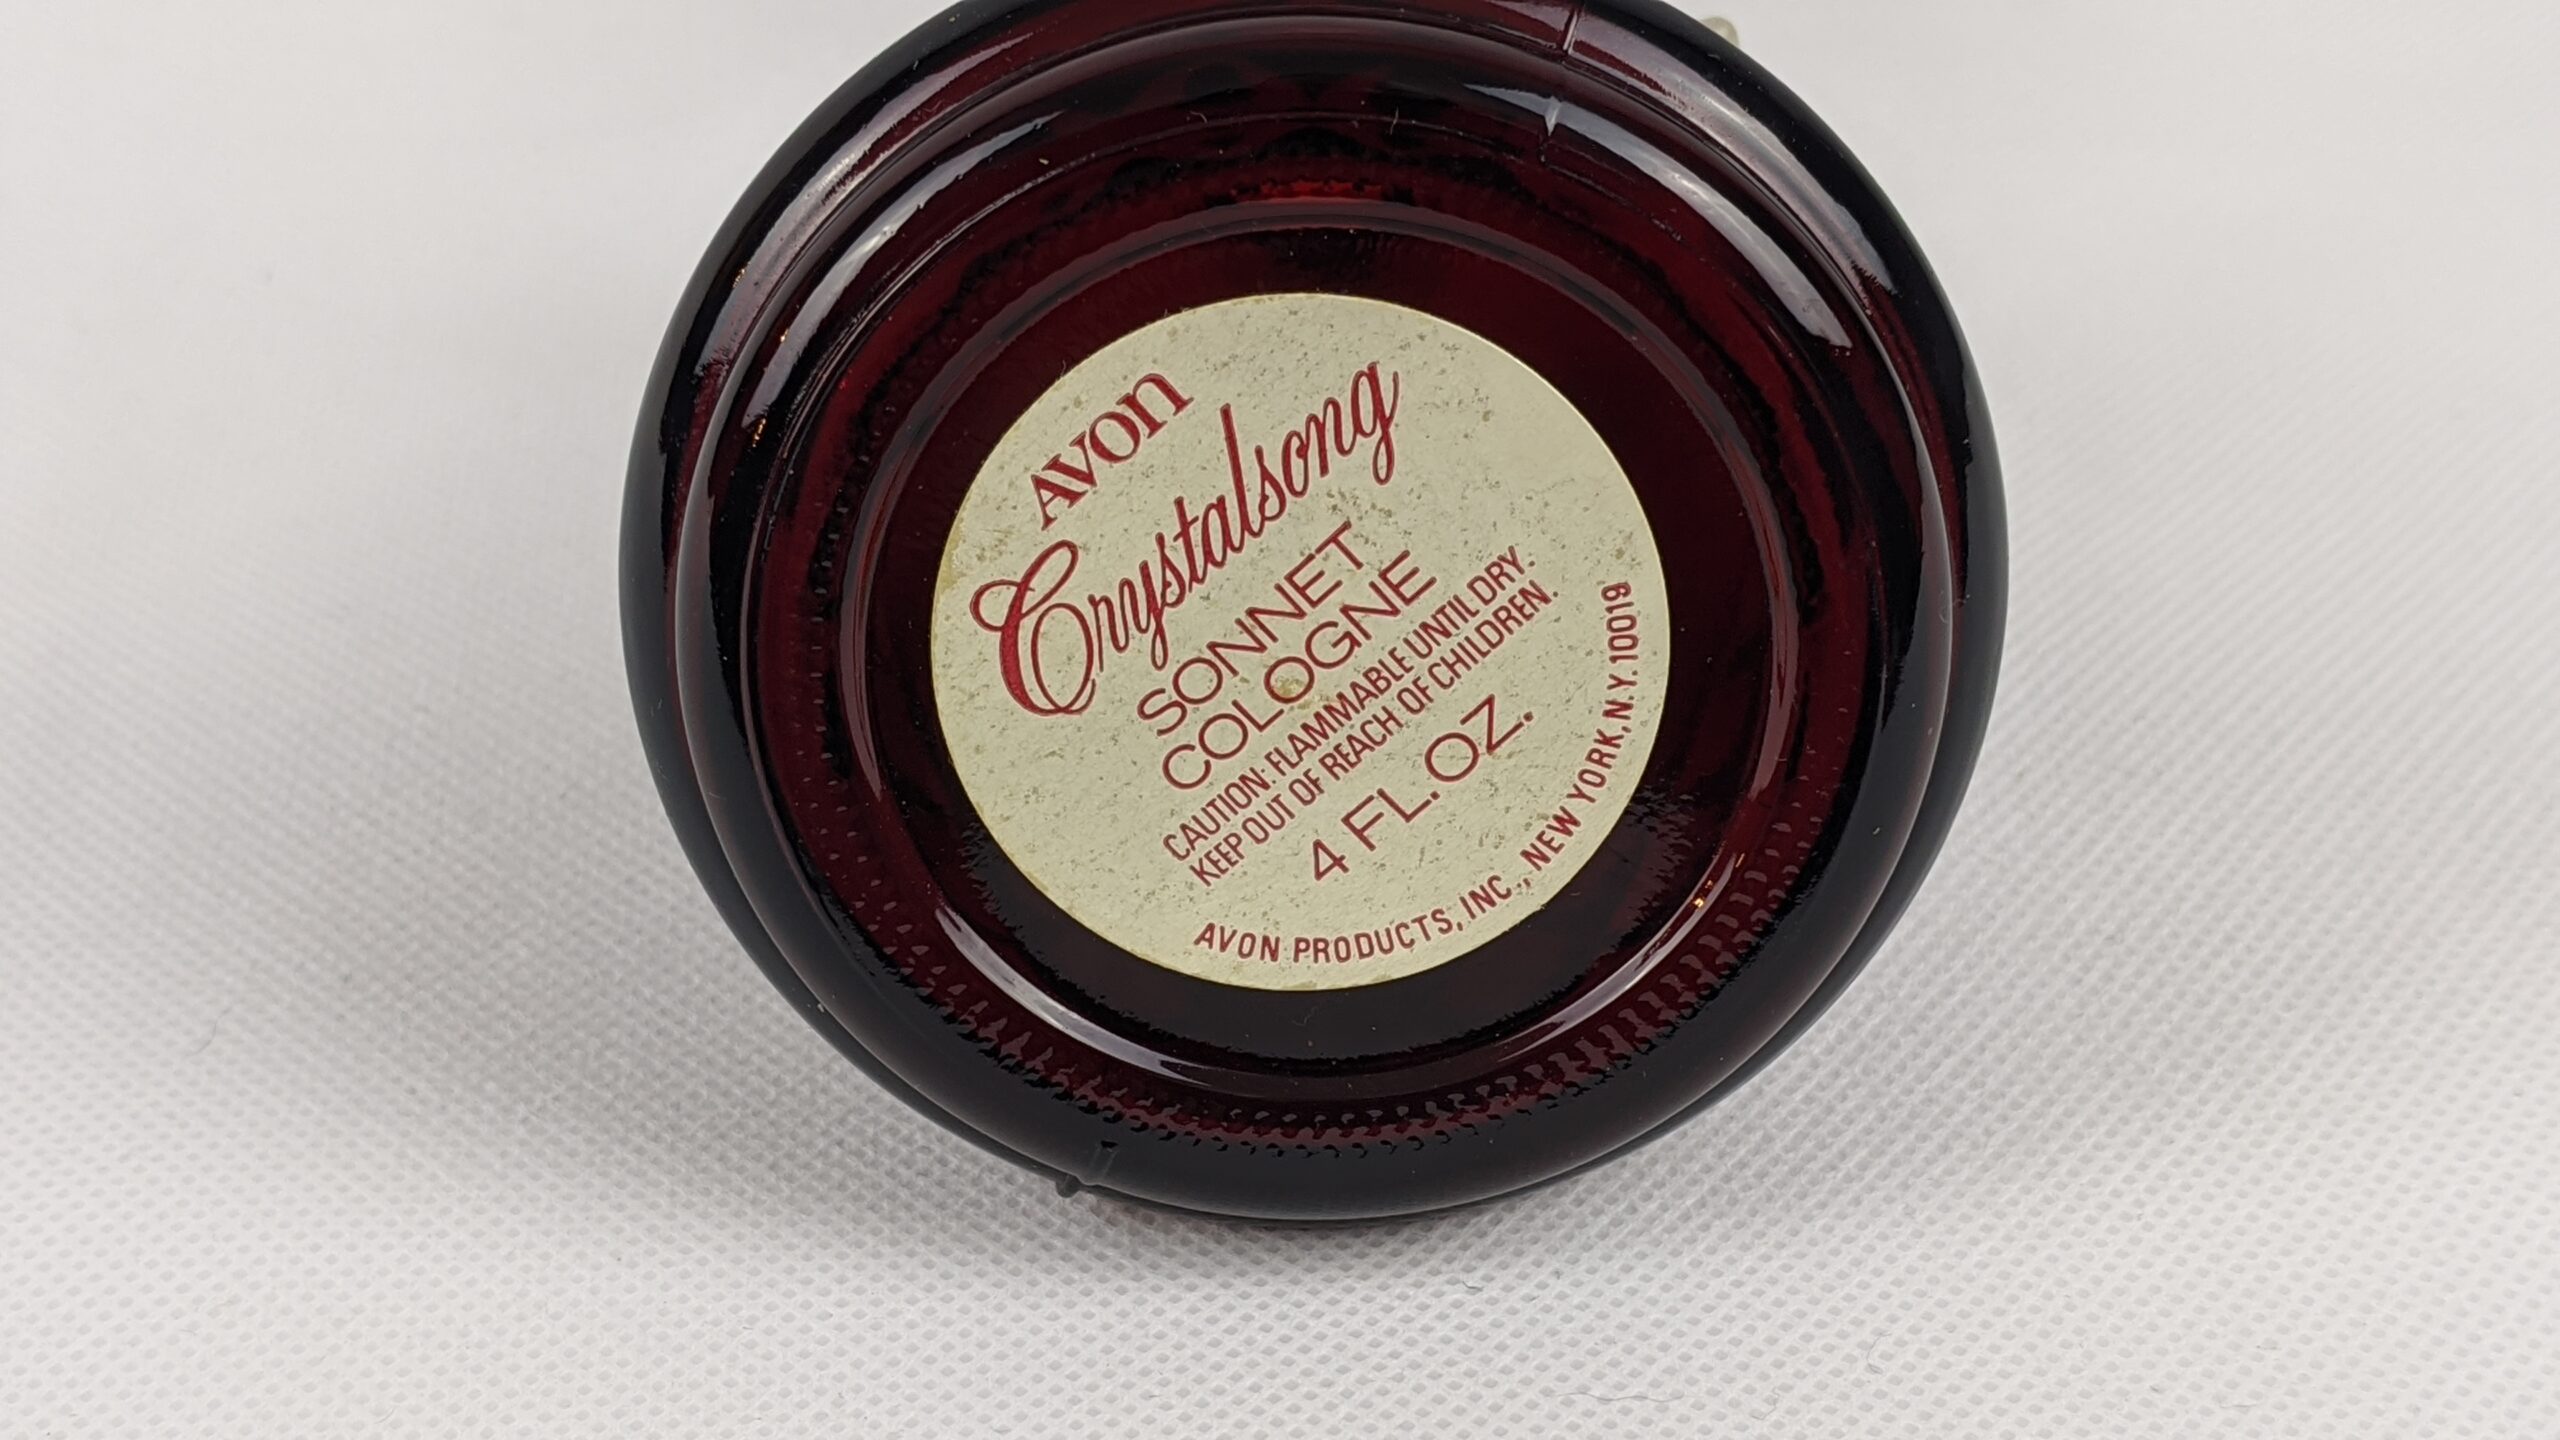 AVON
Crystalsong
SONNET
COLOGNE
CAUTION: FLAMMABLE UNTIL DRY.
KEEP OUT OF REACH OF CHILDREN.
4 FL. OZ.
AVON PRODUCTS, INC., NEW YORK, N.Y. 10019